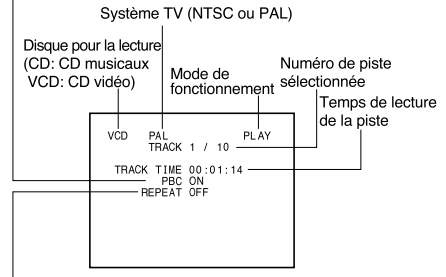 Système TV (NTSC ou PAL)
Disque pour la lecture
(CD: CD musicaux
VCD: CD vidéo)
Mode de
fonctionnement
Numéro de piste
sélectionnée
Temps de lecture
de la piste
VCD PAL PLAY
TRACK 1 / 10
TRACK TIME 00:01:14
PBC ON
REPEAT OFF